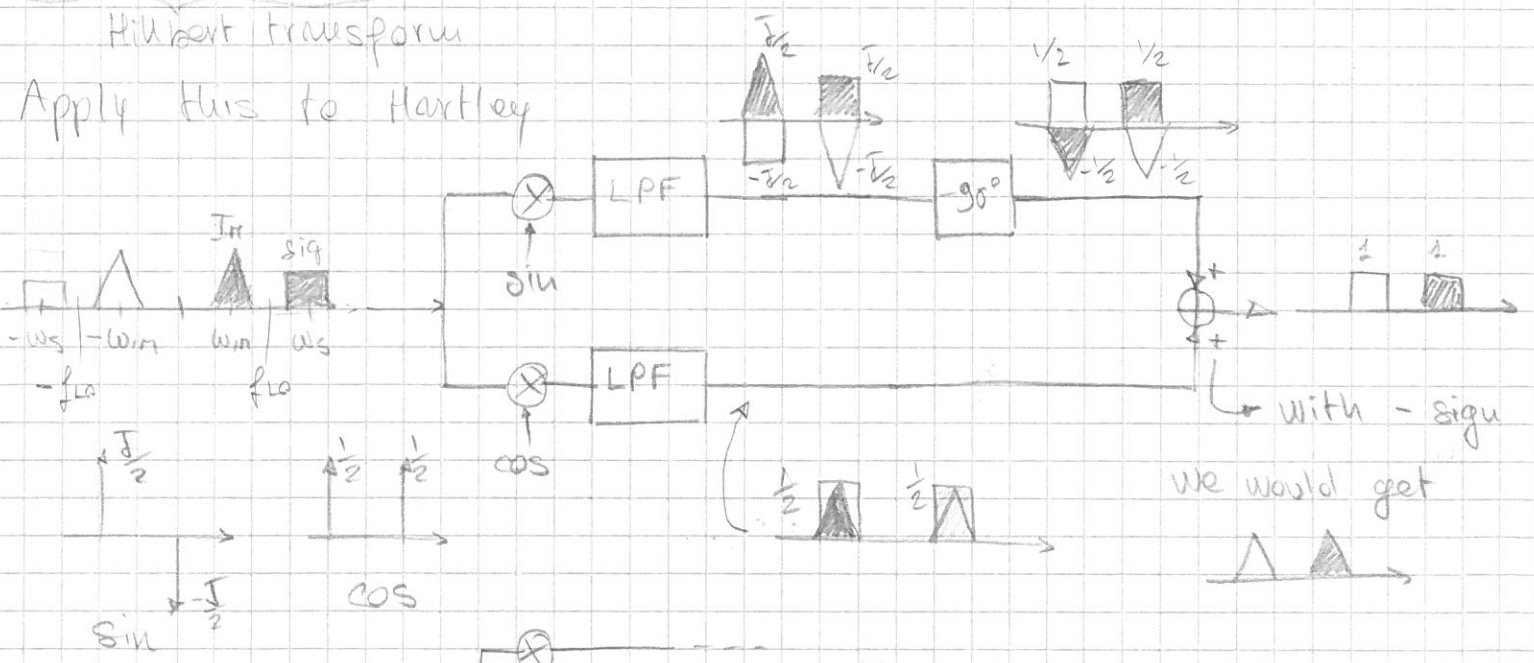 Hilbert transform
Apply this to Hartley
J/2
J/2
-J/2
-J/2
1/2
1/2
-1/2
-1/2
LPF
-90°
sin
Im
sig
-ωs
-ωim
ωim
ωs
-fLO
fLO
+
+
1
1
LPF
cos
with - sign
we would get
J/2
-J/2
sin
1/2
1/2
cos
1/2
1/2